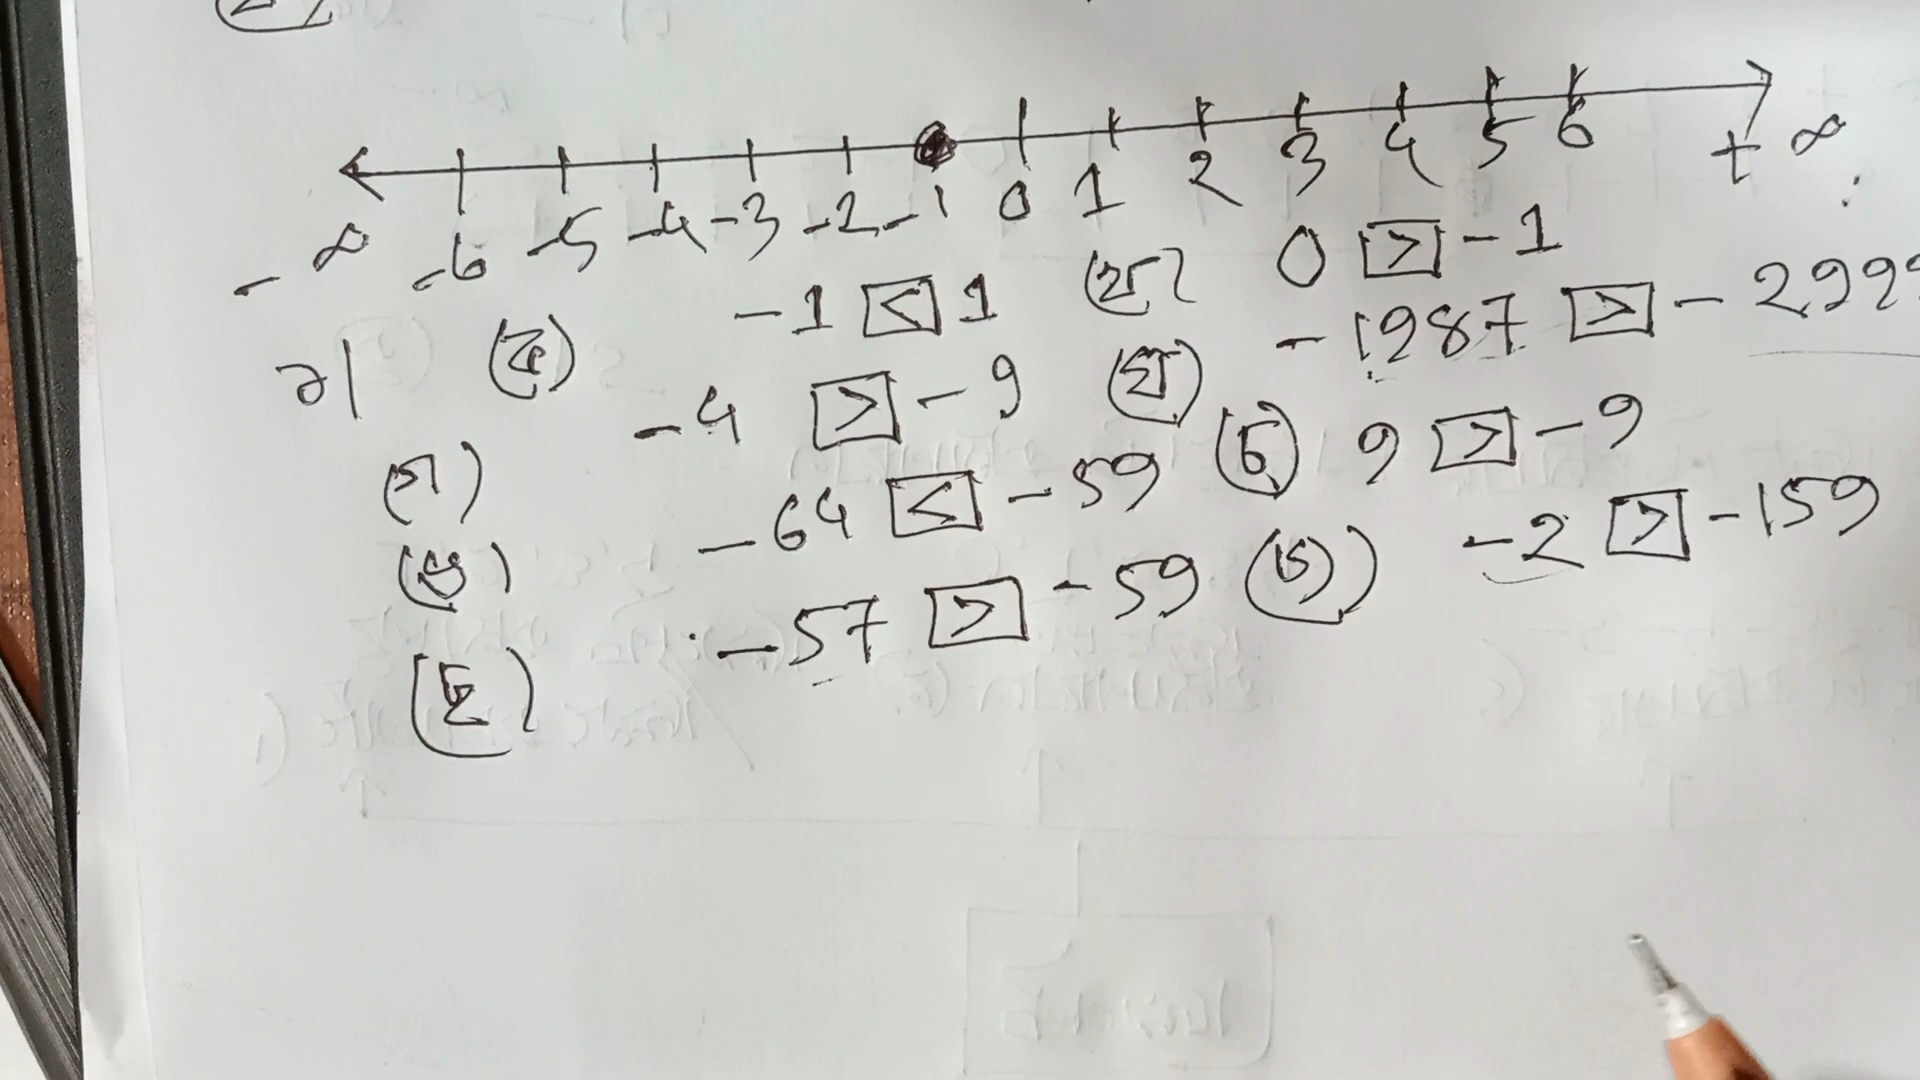 - ∞ -6 -5 -4 -3 -2 -1 0 1 2 3 4 5 6 + ∞
২। (ক) -1 < 1 (খ) 0 > -1
(গ) -4 > -9 (ঘ) -1987 > -2999
(ঙ) -64 < -59 (চ) 9 > -9
(ছ) -57 > -59 (জ) -2 > -159